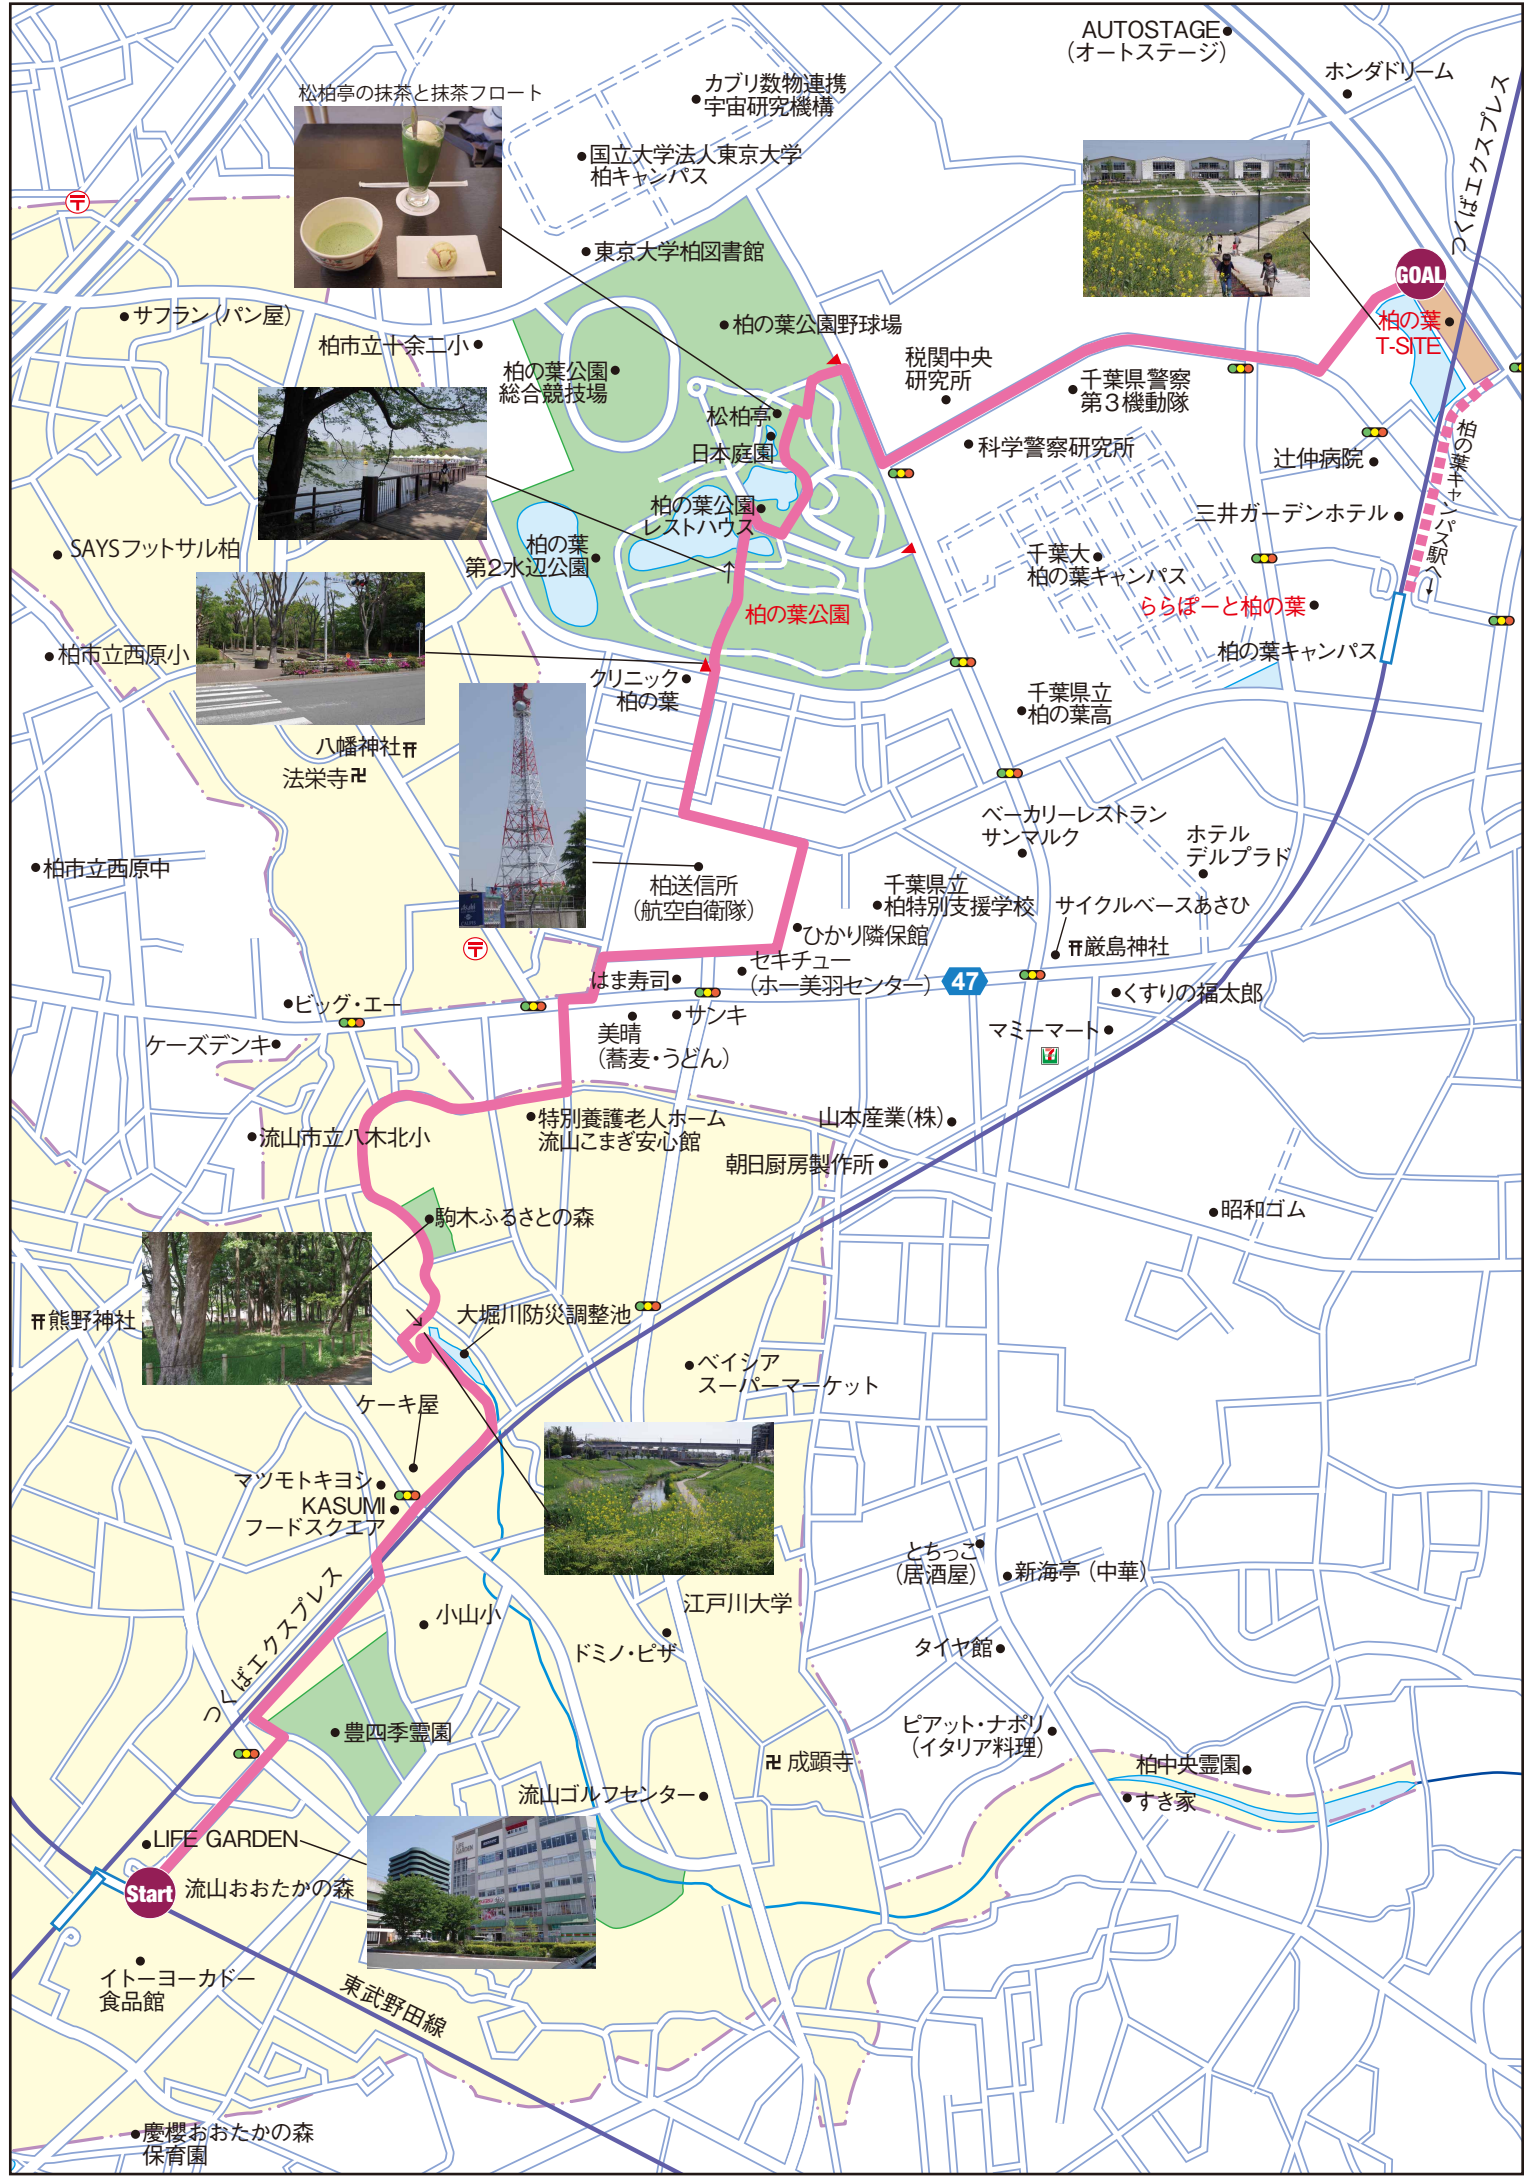 AUTOSTAGE
（オートステージ）
ホンダドリーム
つくばエクスプレス
カブリ数物連携
宇宙研究機構
松柏亭の抹茶と抹茶フロート
国立大学法人東京大学
柏キャンパス
東京大学柏図書館
GOAL
サフラン（パン屋）
柏市立十余二小
柏の葉公園野球場
柏の葉
T-SITE
税関中央
研究所
柏の葉公園
総合競技場
千葉県警察
第３機動隊
松柏亭
日本庭園
科学警察研究所
辻仲病院
柏の葉キャンパス駅へ→
柏の葉公園
レストハウス
三井ガーデンホテル
SAYSフットサル柏
柏の葉
第２水辺公園
↑
千葉大
柏の葉キャンパス
柏の葉公園
ららぽーと柏の葉
柏市立西原小
柏の葉キャンパス
クリニック
柏の葉
千葉県立
柏の葉高
八幡神社
法栄寺卍
ベーカリーレストラン
サンマルク
ホテル
デルプラド
柏市立西原中
柏送信所
（航空自衛隊）
千葉県立
柏特別支援学校
サイクルベースあさひ
〒
ひかり隣保館
厳島神社
セキチュー
（ホー美羽センター）
47
はま寿司
くすりの福太郎
ビッグ・エー
サンキ
美晴
（蕎麦・うどん）
マミーマート
7
ケーズデンキ
特別養護老人ホーム
流山こまぎ安心館
山本産業（株）
流山市立八木北小
朝日厨房製作所
駒木ふるさとの森
昭和ゴム
熊野神社
大堀川防災調整池
ベイシア
スーパーマーケット
ケーキ屋
マツモトキヨシ
KASUMI
フードスクエア
とちっこ
（居酒屋）
新海亭（中華）
つくばエクスプレス
小山小
江戸川大学
ドミノ・ピザ
タイヤ館
豊四季霊園
ピアット・ナポリ
（イタリア料理）
卍 成顕寺
柏中央霊園
流山ゴルフセンター
すき家
LIFE GARDEN
Start
流山おおたかの森
イトーヨーカドー
食品館
東武野田線
慶櫻おおたかの森
保育園
〒